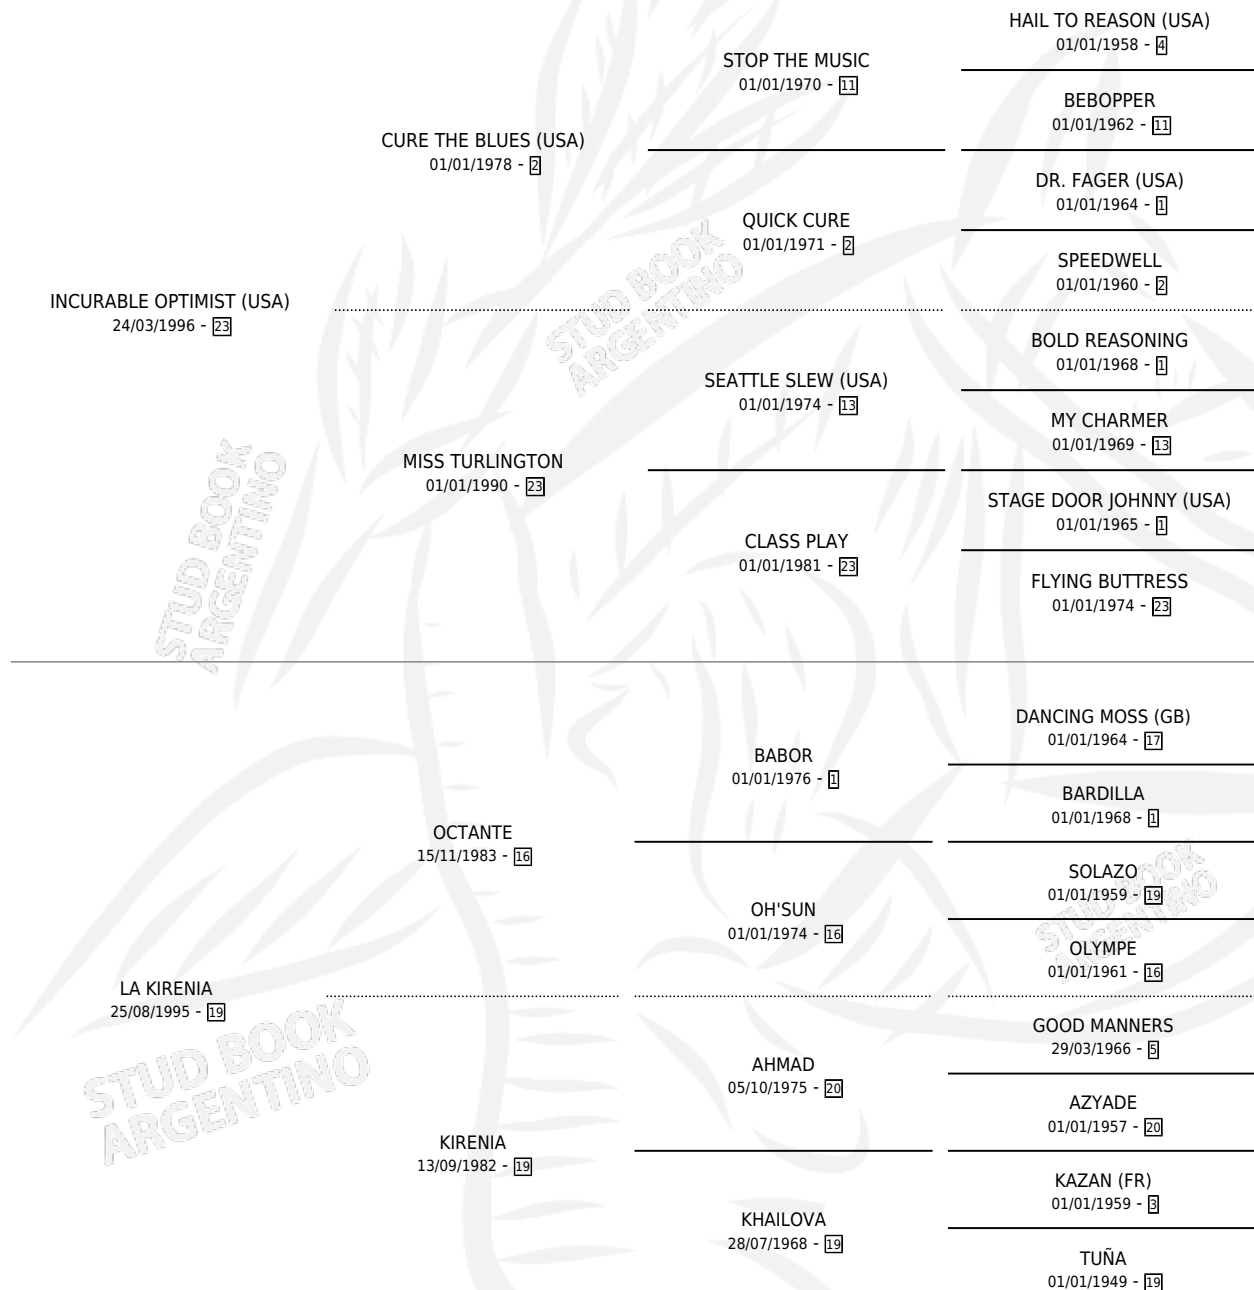 HAIL TO REASON (USA)
01/01/1958 - 4
STOP THE MUSIC
01/01/1970 - 11
BEBOPPER
01/01/1962 - 11
CURE THE BLUES (USA)
01/01/1978 - 2
DR. FAGER (USA)
01/01/1964 - 1
QUICK CURE
01/01/1971 - 2
SPEEDWELL
01/01/1960 - 2
INCURABLE OPTIMIST (USA)
24/03/1996 - 23
STUD BOOK
ARGENTINO
BOLD REASONING
01/01/1968 - 1
SEATTLE SLEW (USA)
01/01/1974 - 13
MY CHARMER
01/01/1969 - 13
MISS TURLINGTON
01/01/1990 - 23
STAGE DOOR JOHNNY (USA)
01/01/1965 - 1
CLASS PLAY
01/01/1981 - 23
FLYING BUTTRESS
01/01/1974 - 23
STUD BOOK
ARGENTINO
DANCING MOSS (GB)
01/01/1964 - 17
BABOR
01/01/1976 - 1
BARDILLA
01/01/1968 - 1
OCTANTE
15/11/1983 - 16
SOLAZO
01/01/1959 - 19
OH'SUN
01/01/1974 - 16
OLYMPE
01/01/1961 - 16
STUD BOOK
ARGENTINO
LA KIRENIA
25/08/1995 - 19
GOOD MANNERS
29/03/1966 - 5
AHMAD
05/10/1975 - 20
AZYADE
01/01/1957 - 20
STUD BOOK
ARGENTINO
KIRENIA
13/09/1982 - 19
KAZAN (FR)
01/01/1959 - 3
KHAILOVA
28/07/1968 - 19
TUÑA
01/01/1949 - 19